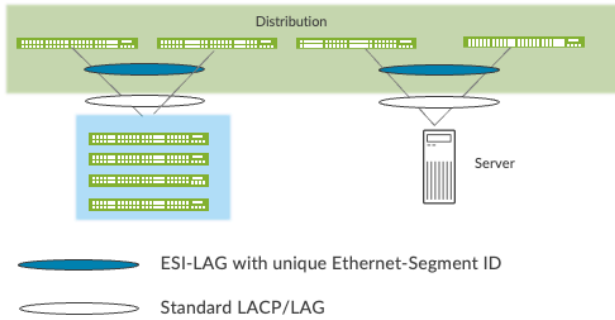 Distribution
Server
ESI-LAG with unique Ethernet-Segment ID
Standard LACP/LAG